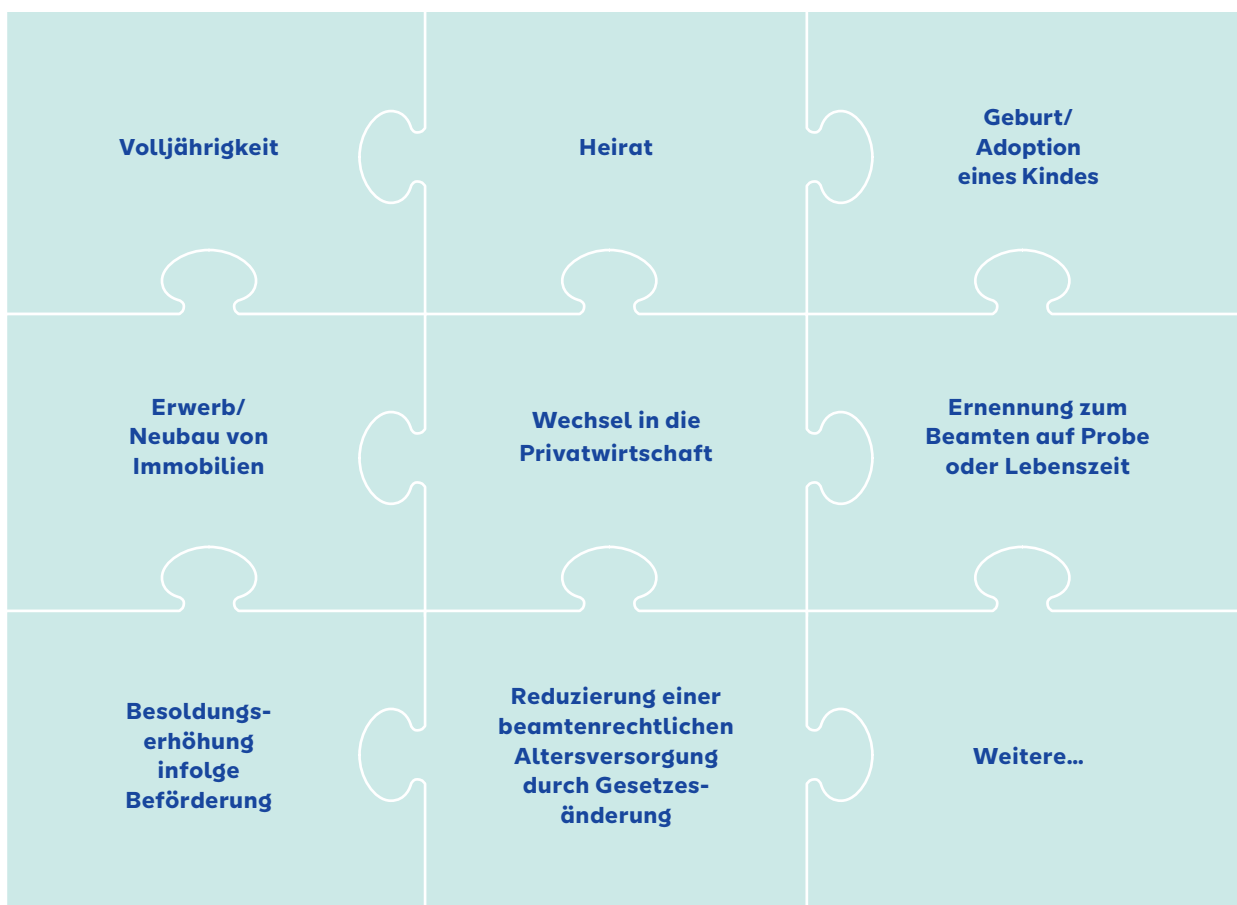 Volljährigkeit
Heirat
Geburt/
Adoption
eines Kindes
Erwerb/
Neubau von
Immobilien
Wechsel in die
Privatwirtschaft
Ernennung zum
Beamten auf Probe
oder Lebenszeit
Besoldungs-
erhöhung
infolge
Beförderung
Reduzierung einer
beamtenrechtlichen
Altersversorgung
durch Gesetzes-
änderung
Weitere...